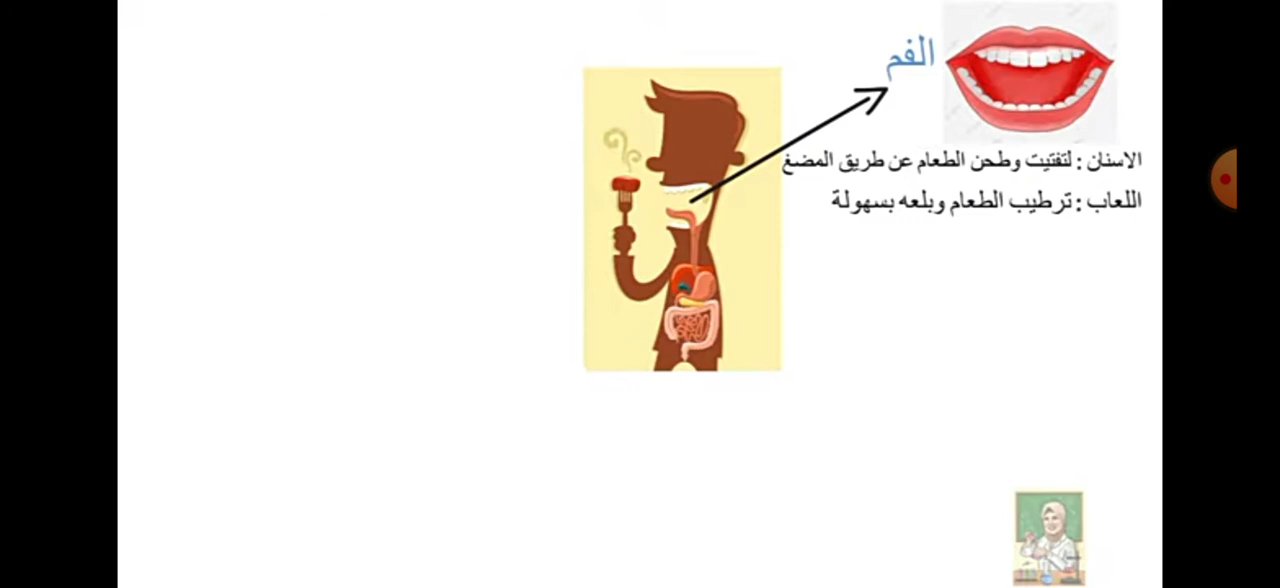 الفم
الاسنان : لتفتيت وطحن الطعام عن طريق المضغ
اللعاب : ترطيب الطعام وبلعه بسهولة